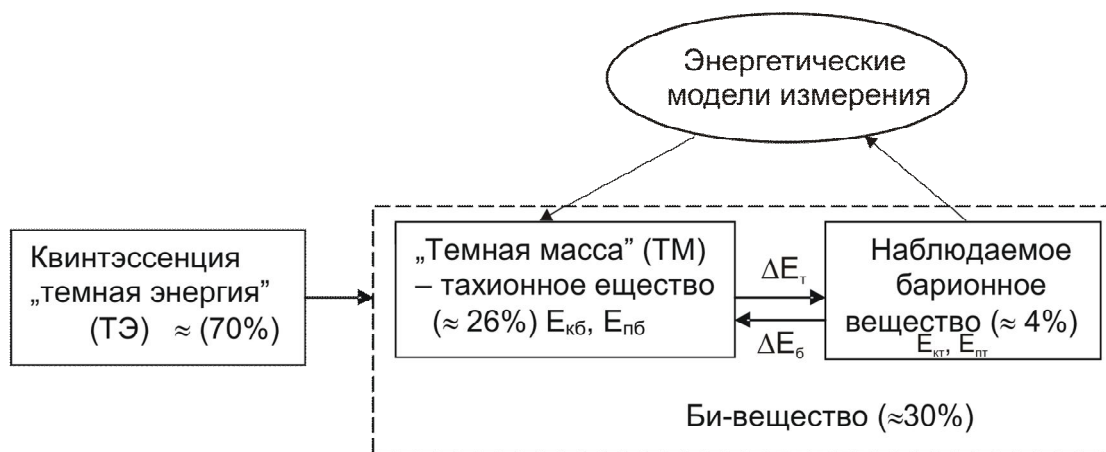 Энергетические
модели измерения
Квинтэссенция
„темная энергия”
(ТЭ) ≈ (70%)
„Темная масса” (ТМ)
– тахионное ещество
(≈ 26%) Eкб, Eпб
ΔEт
ΔEб
Наблюдаемое
барионное
вещество (≈ 4%)
Eкт, Eпт
Би-вещество (≈30%)